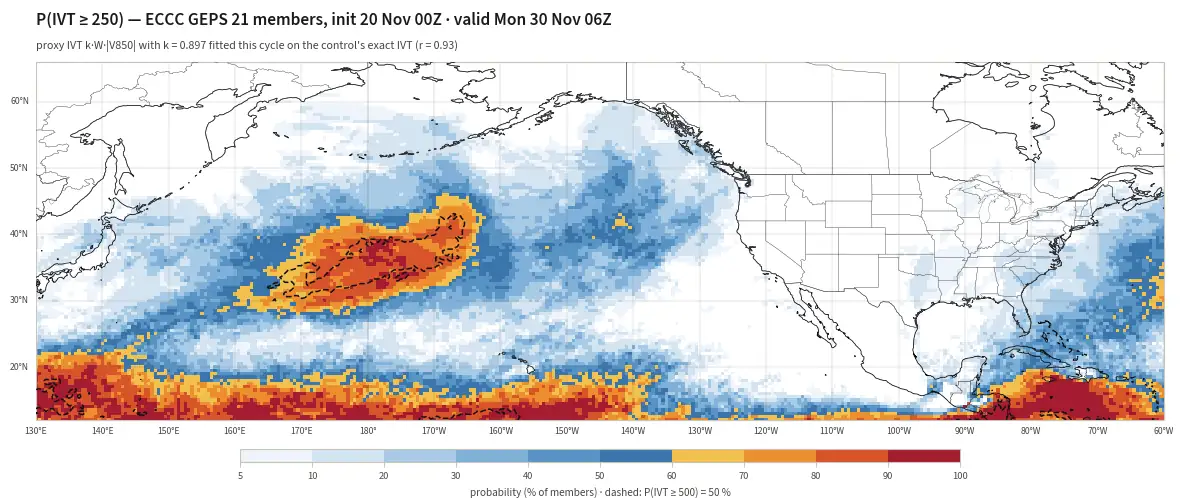 P(IVT ≥ 250) — ECCC GEPS 21 members, init 20 Nov 00Z · valid Mon 30 Nov 06Z
proxy IVT k·W·|V850| with k = 0.897 fitted this cycle on the control's exact IVT (r = 0.93)
60°N
50°N
40°N
30°N
20°N
130°E 140°E 150°E 160°E 170°E 180° 170°W 160°W 150°W 140°W 130°W 120°W 110°W 100°W 90°W 80°W 70°W 60°W
5 10 20 30 40 50 60 70 80 90 100
probability (% of members) · dashed: P(IVT ≥ 500) = 50 %